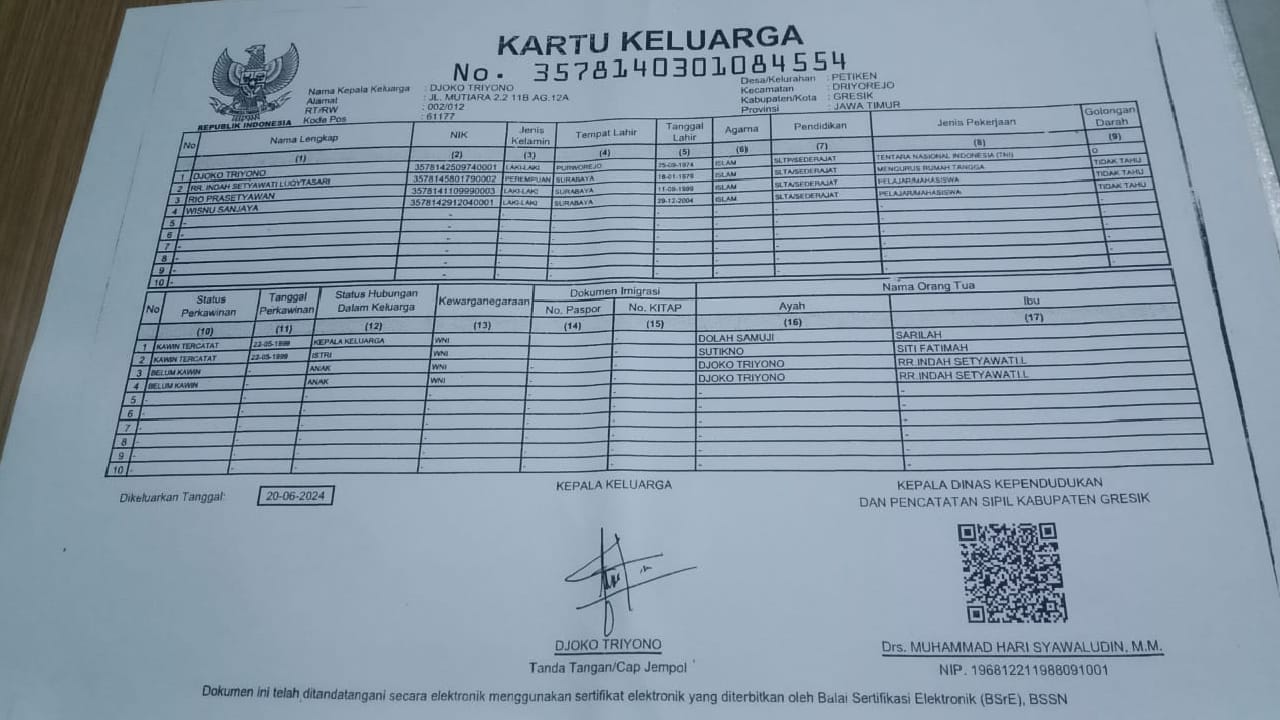 KARTU KELUARGA
No. 3578140301084554
REPUBLIK INDONESIA
Nama Kepala Keluarga : DJOKO TRIYONO
Alamat : JL. MUTIARA 2.2 11B AG.12A
RT/RW : 002/012
Kode Pos : 61177
Desa/Kelurahan : PETIKEN
Kecamatan : DRIYOREJO
Kabupaten/Kota : GRESIK
Provinsi : JAWA TIMUR
No Nama Lengkap NIK Jenis Kelamin Tempat Lahir Tanggal Lahir Agama Pendidikan Jenis Pekerjaan Golongan Darah
(1) (2) (3) (4) (5) (6) (7) (8) (9)
1 DJOKO TRIYONO 3578142509740001 LAKI-LAKI PURWOREJO 25-09-1974 ISLAM SLTP/SEDERAJAT TENTARA NASIONAL INDONESIA (TNI) O
2 RR. INDAH SETYAWATI LUQYTASARI 3578145801790002 PEREMPUAN SURABAYA 18-01-1979 ISLAM SLTA/SEDERAJAT MENGURUS RUMAH TANGGA TIDAK TAHU
3 RIO PRASETYAWAN 3578141109990003 LAKI-LAKI SURABAYA 11-09-1999 ISLAM SLTA/SEDERAJAT PELAJAR/MAHASISWA TIDAK TAHU
4 WISNU SANJAYA 3578142912040001 LAKI-LAKI SURABAYA 29-12-2004 ISLAM SLTA/SEDERAJAT PELAJAR/MAHASISWA TIDAK TAHU
5 - - - - - - - - -
6 - - - - - - - - -
7 - - - - - - - - -
8 - - - - - - - - -
9 - - - - - - - - -
10 - - - - - - - - -
No Status Perkawinan Tanggal Perkawinan Status Hubungan Dalam Keluarga Kewarganegaraan Dokumen Imigrasi Nama Orang Tua
No. Paspor No. KITAP Ayah Ibu
(10) (11) (12) (13) (14) (15) (16) (17)
1 KAWIN TERCATAT 23-05-1999 KEPALA KELUARGA WNI - - DOLAH SAMUJI SARILAH
2 KAWIN TERCATAT 23-05-1999 ISTRI WNI - - SUTIKNO SITI FATIMAH
3 BELUM KAWIN - ANAK WNI - - DJOKO TRIYONO RR.INDAH SETYAWATI.L
4 BELUM KAWIN - ANAK WNI - - DJOKO TRIYONO RR.INDAH SETYAWATI.L
5 - - - - - - - -
6 - - - - - - - -
7 - - - - - - - -
8 - - - - - - - -
9 - - - - - - - -
10 - - - - - - - -
Dikeluarkan Tanggal: 20-06-2024
KEPALA KELUARGA
DJOKO TRIYONO
Tanda Tangan/Cap Jempol
KEPALA DINAS KEPENDUDUKAN
DAN PENCATATAN SIPIL KABUPATEN GRESIK
Drs. MUHAMMAD HARI SYAWALUDIN, M.M.
NIP. 196812211988091001
Dokumen ini telah ditandatangani secara elektronik menggunakan sertifikat elektronik yang diterbitkan oleh Balai Sertifikasi Elektronik (BSrE), BSSN